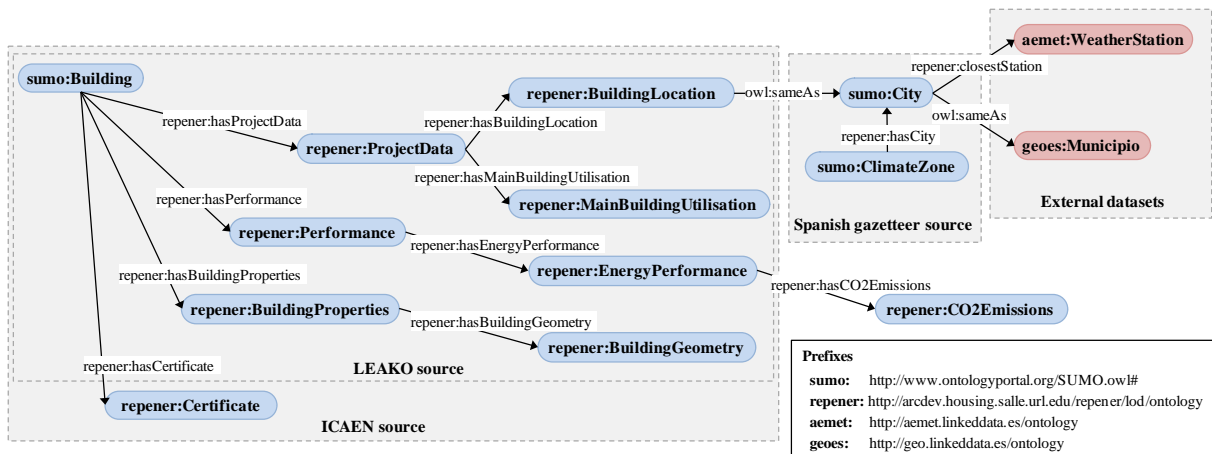 aemet:WeatherStation
repener:closestStation
sumo:Building
repener:BuildingLocation
owl:sameAs
sumo:City
owl:sameAs
repener:hasProjectData
repener:hasBuildingLocation
repener:hasCity
repener:ProjectData
geoes:Municipio
sumo:ClimateZone
repener:hasMainBuildingUtilisation
repener:hasPerformance
repener:MainBuildingUtilisation
External datasets
Spanish gazetteer source
repener:Performance
repener:hasEnergyPerformance
repener:EnergyPerformance
repener:hasBuildingProperties
repener:hasCO2Emissions
repener:BuildingProperties
repener:CO2Emissions
repener:hasBuildingGeometry
repener:BuildingGeometry
repener:hasCertificate
LEAKO source
repener:Certificate
ICAEN source
Prefixes
sumo: http://www.ontologyportal.org/SUMO.owl#
repener: http://arcdev.housing.salle.url.edu/repener/lod/ontology
aemet: http://aemet.linkeddata.es/ontology
geoes: http://geo.linkeddata.es/ontology